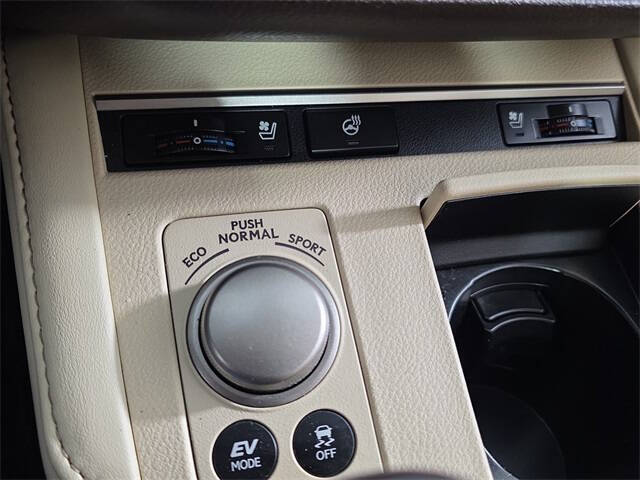 PUSH
ECO NORMAL SPORT
EV
MODE
OFF